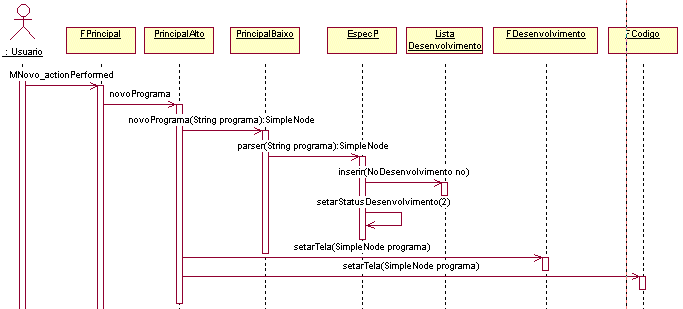 : Usuario
FPrincipal
PrincipalAlto
PrincipalBaixo
EspecP
Lista
Desenvolvimento
FDesenvolvimento
FCodigo
MNovo_actionPerformed
novoPrograma
novoPrograma(String programa):SimpleNode
parser(String programa):SimpleNode
inserir(NoDesenvolvimento no)
setarStatusDesenvolvimento(2)
setarTela(SimpleNode programa)
setarTela(SimpleNode programa)